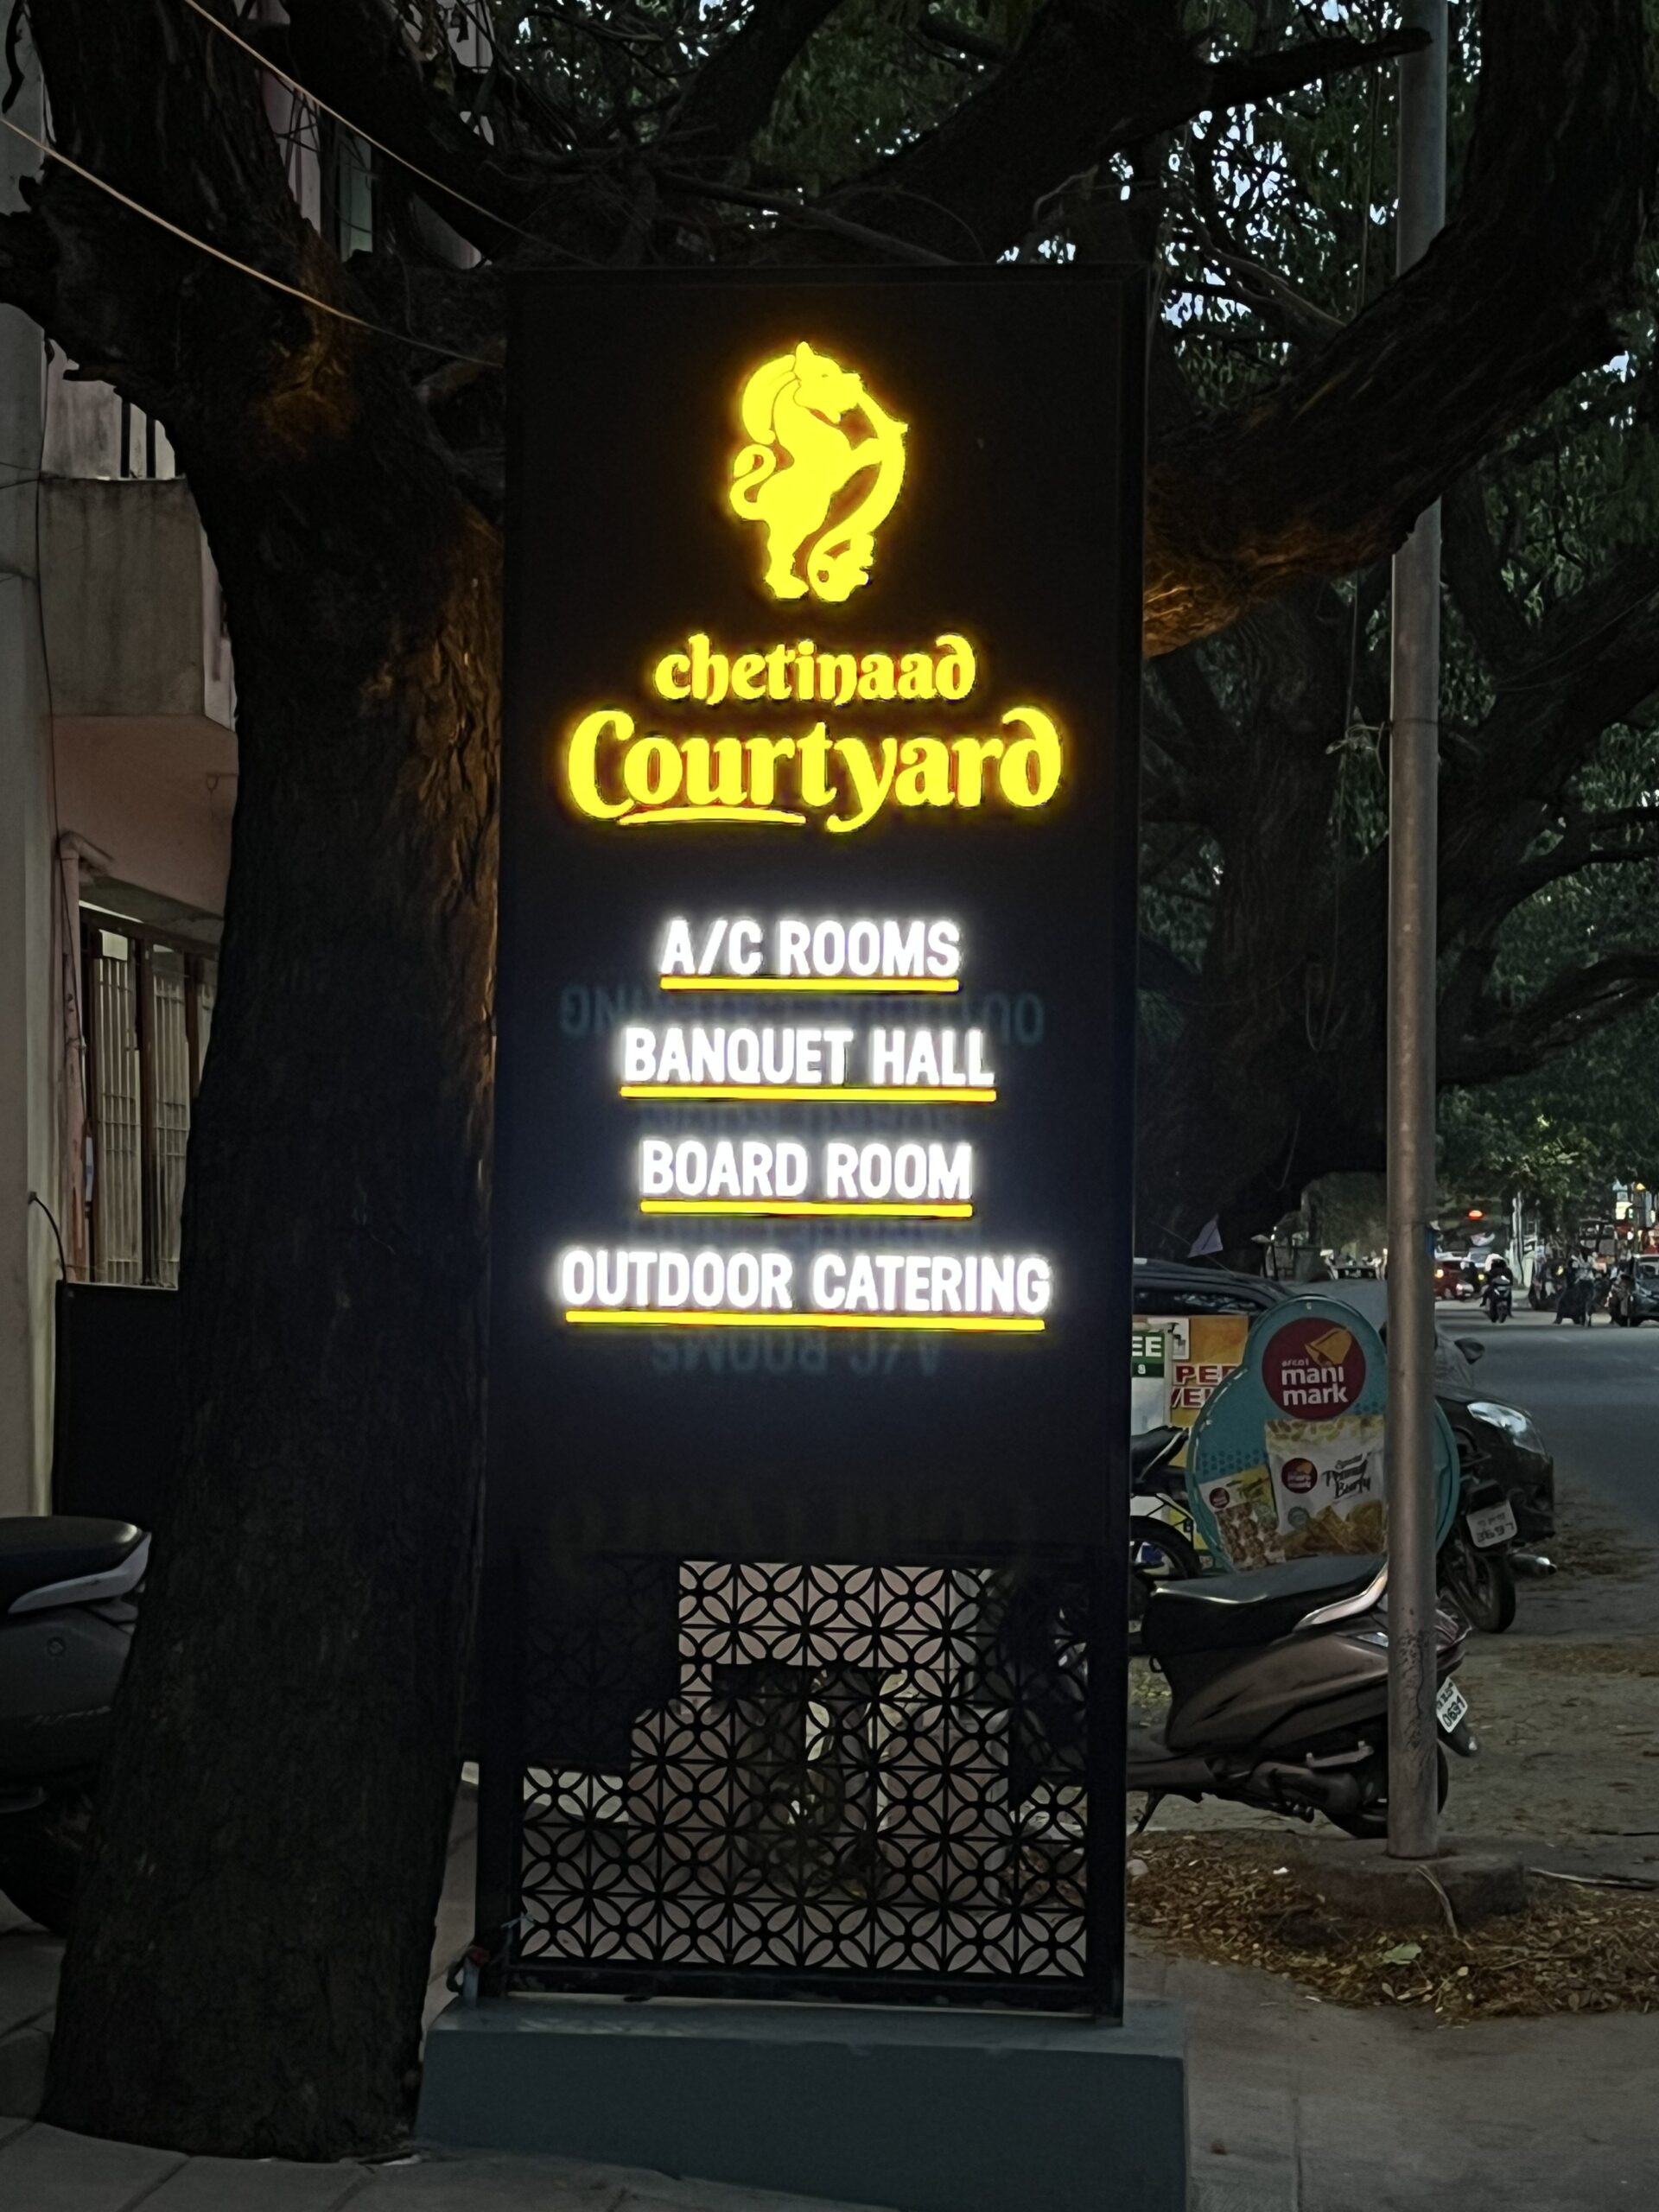 chetinaad
Courtyard
A/C ROOMS
BANQUET HALL
BOARD ROOM
OUTDOOR CATERING
mani
mark